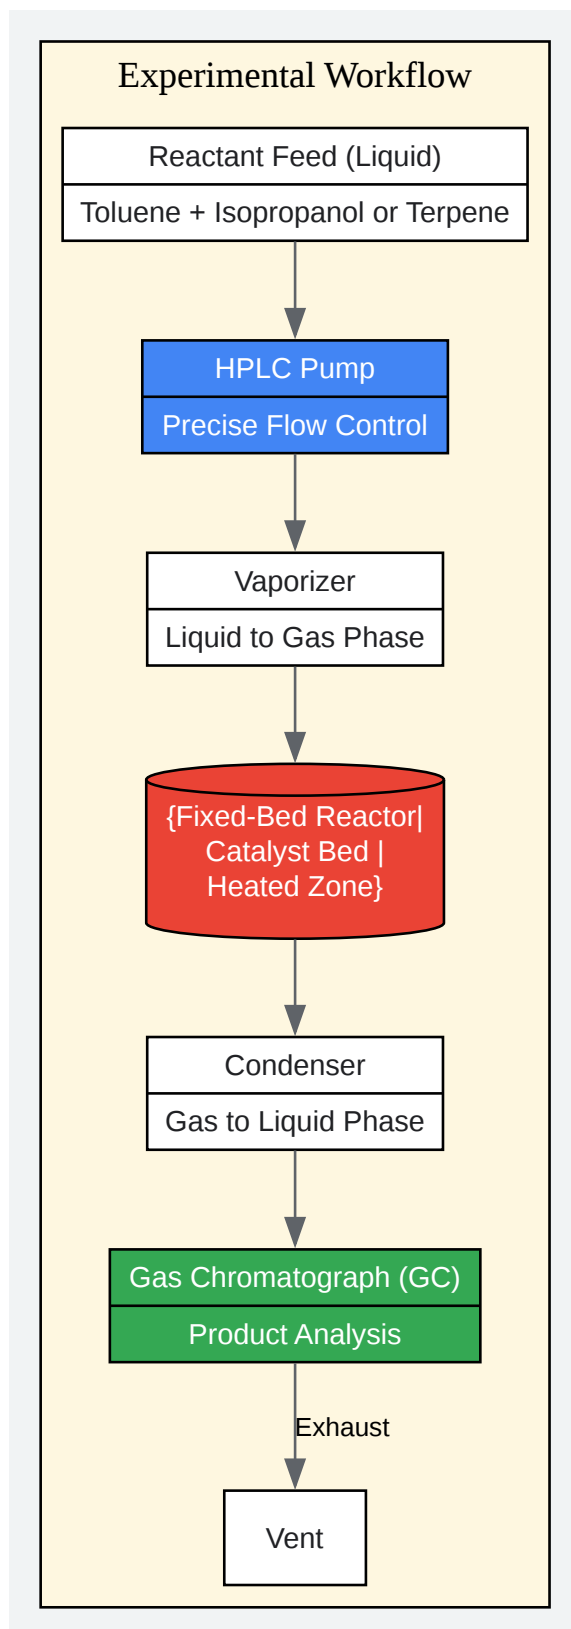 Experimental Workflow
Reactant Feed (Liquid)
Toluene + Isopropanol or Terpene
HPLC Pump
Precise Flow Control
Vaporizer
Liquid to Gas Phase
{Fixed-Bed Reactor|
Catalyst Bed |
Heated Zone}
Condenser
Gas to Liquid Phase
Gas Chromatograph (GC)
Product Analysis
Exhaust
Vent